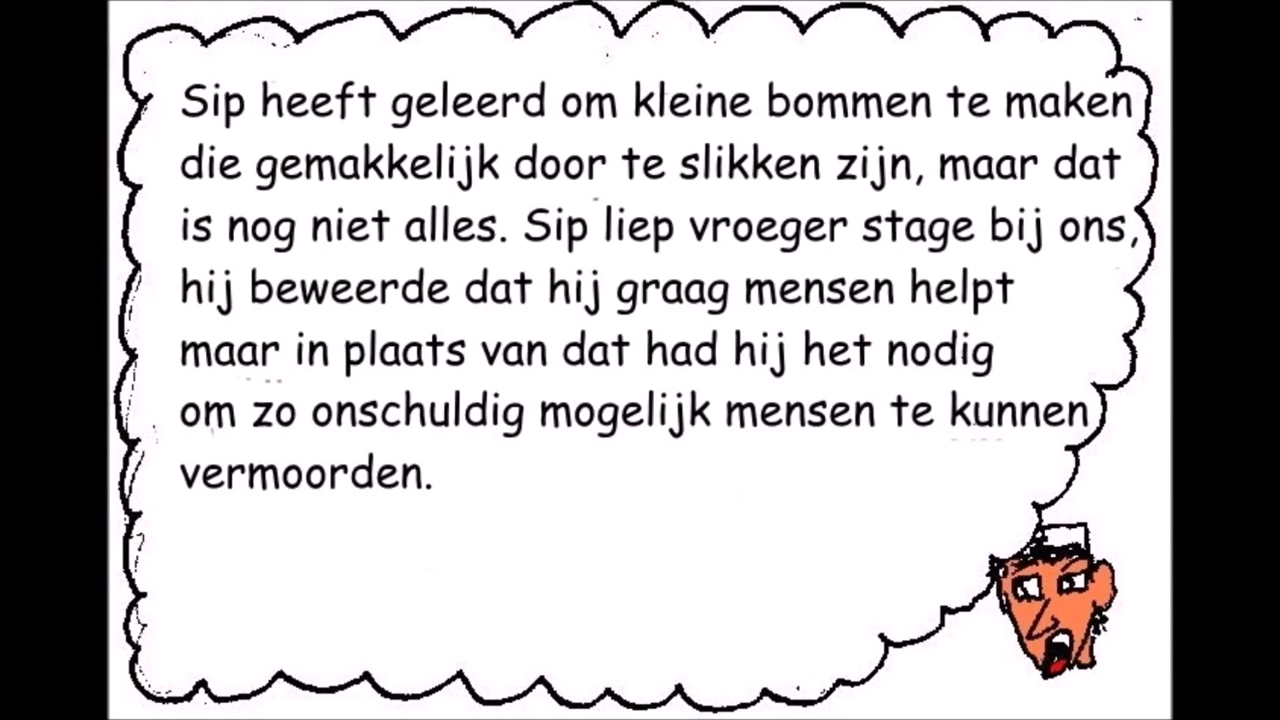 Sip heeft geleerd om kleine bommen te maken
die gemakkelijk door te slikken zijn, maar dat
is nog niet alles. Sip liep vroeger stage bij ons,
hij beweerde dat hij graag mensen helpt
maar in plaats van dat had hij het nodig
om zo onschuldig mogelijk mensen te kunnen
vermoorden.